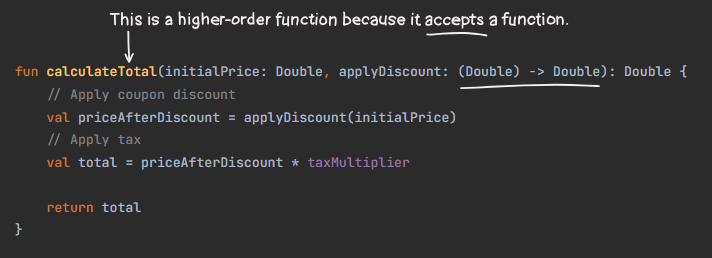 This is a higher-order function because it accepts a function.
fun calculateTotal(initialPrice: Double, applyDiscount: (Double) -> Double): Double {
// Apply coupon discount
val priceAfterDiscount = applyDiscount(initialPrice)
// Apply tax
val total = priceAfterDiscount * taxMultiplier
return total
}